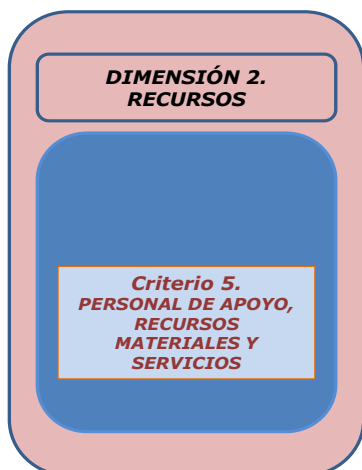 DIMENSIÓN 2.
RECURSOS
Criterio 5.
PERSONAL DE APOYO,
RECURSOS
MATERIALES Y
SERVICIOS